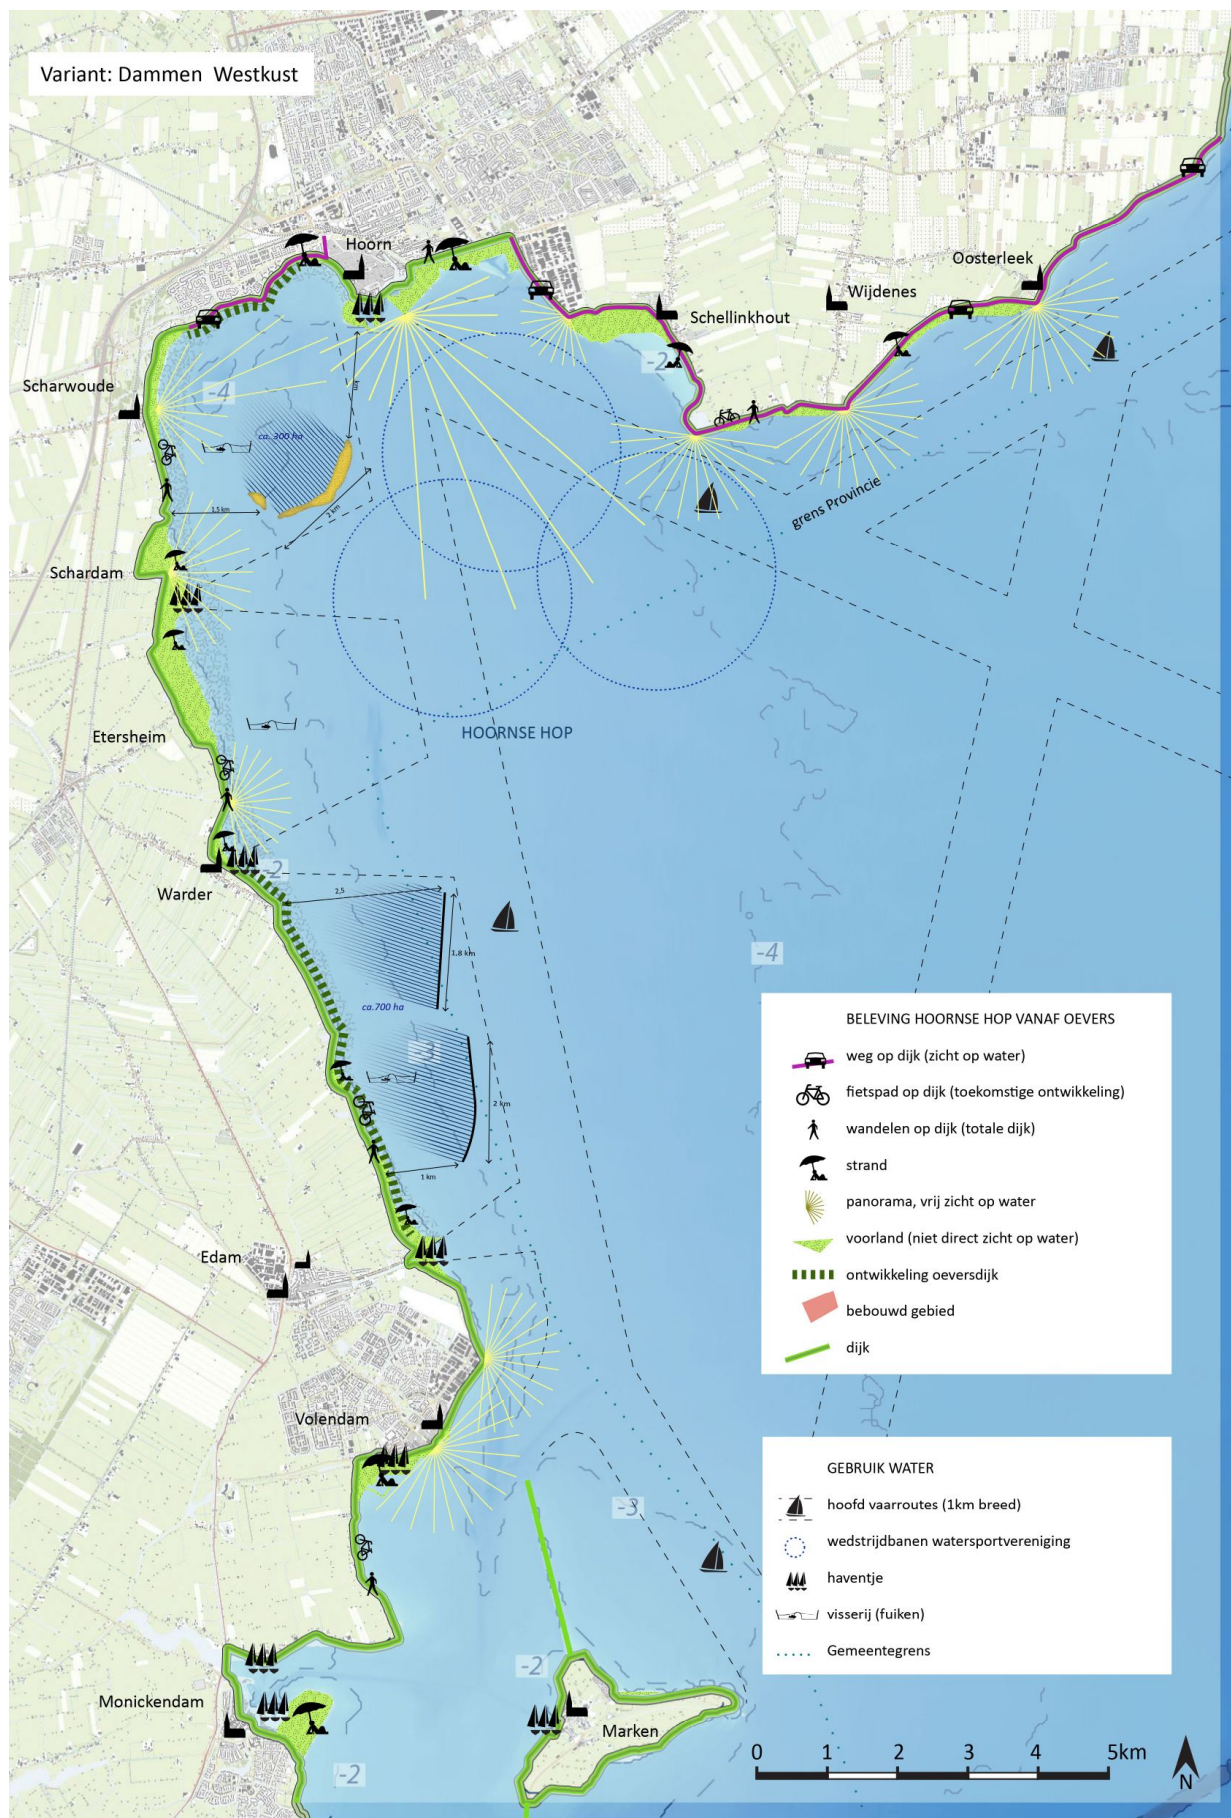 Variant: Dammen Westkust
Hoorn
Oosterleek
Wijdenes
Schellinkhout
-2
Scharwoude
-4
km
ca. 300 ha
1,5 km
2 km
grens Provincie
Schardam
Etersheim
HOORNSE HOP
-2
Warder
2,5
1,8 km
-4
ca.700 ha
-3
2 km
1 km
Edam
Volendam
-3
-2
Monickendam
Marken
-2
BELEVING HOORNSE HOP VANAF OEVERS
weg op dijk (zicht op water)
fietspad op dijk (toekomstige ontwikkeling)
wandelen op dijk (totale dijk)
strand
panorama, vrij zicht op water
voorland (niet direct zicht op water)
ontwikkeling oeversdijk
bebouwd gebied
dijk
GEBRUIK WATER
hoofd vaarroutes (1km breed)
wedstrijdbanen watersportvereniging
haventje
visserij (fuiken)
Gemeentegrens
0 1 2 3 4 5km
N